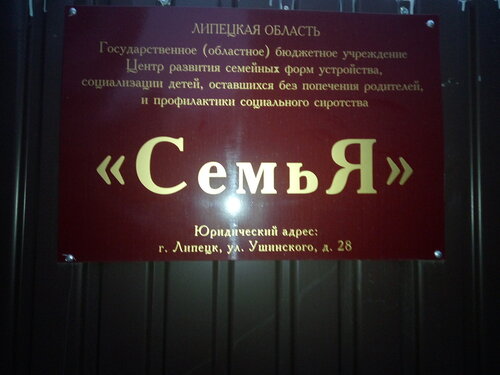 ЛИПЕЦКАЯ ОБЛАСТЬ
Государственное (областное) бюджетное учреждение
Центр развития семейных форм устройства,
социализации детей, оставшихся без попечения родителей,
и профилактики социального сиротства
«СемьЯ»
Юридический адрес:
г. Липецк, ул. Ушинского, д. 28